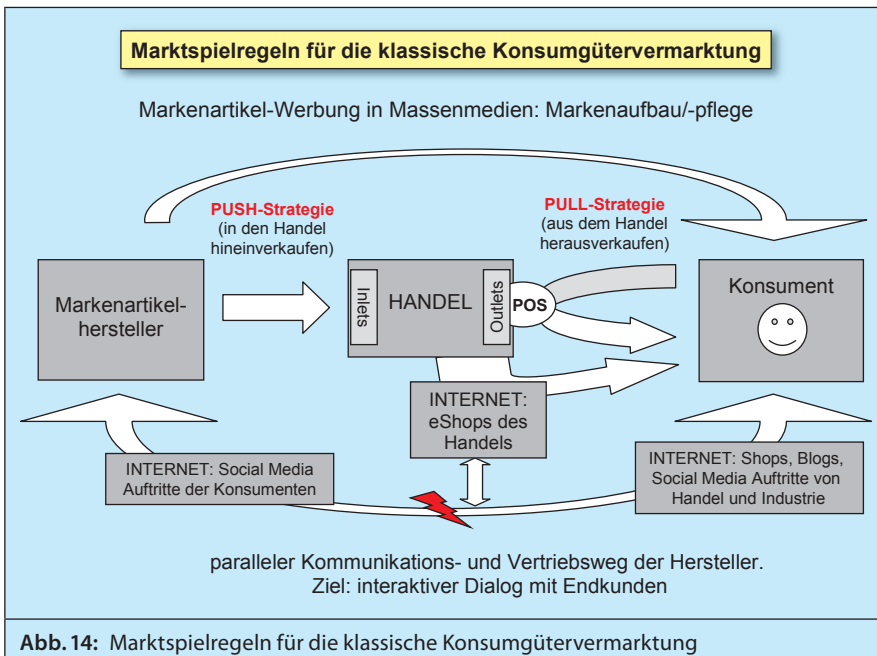 Marktspielregeln für die klassische Konsumgütervermarktung
Markenartikel-Werbung in Massenmedien: Markenaufbau/-pflege
PUSH-Strategie
(in den Handel
hineinverkaufen)
PULL-Strategie
(aus dem Handel
herausverkaufen)
Markenartikel-
hersteller
Inlets
HANDEL
Outlets
POS
Konsument
INTERNET:
eShops des
Handels
INTERNET: Social Media
Auftritte der Konsumenten
INTERNET: Shops, Blogs,
Social Media Auftritte von
Handel und Industrie
paralleler Kommunikations- und Vertriebsweg der Hersteller.
Ziel: interaktiver Dialog mit Endkunden
Abb. 14: Marktspielregeln für die klassische Konsumgütervermarktung